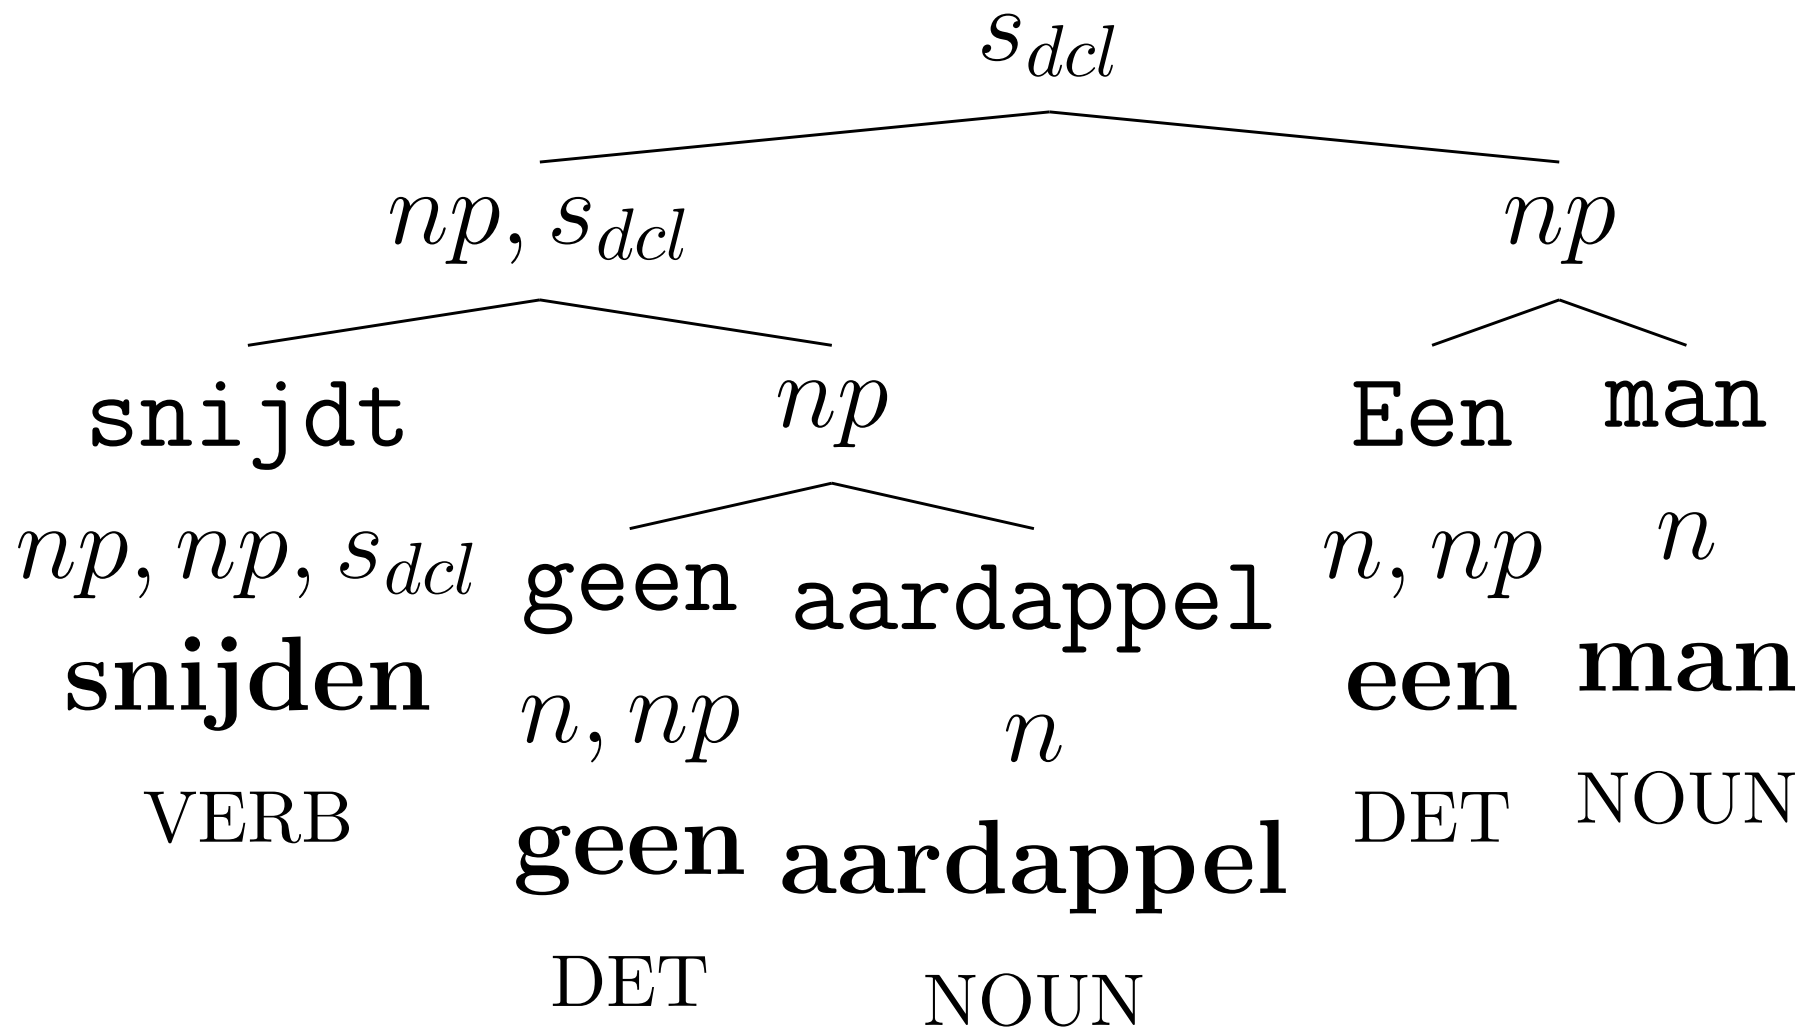 s_dcl
np, s_dcl np
snijdt np Een man
np, np, s_dcl geen aardappel n, np n
snijden n, np n een man
VERB geen aardappel DET NOUN
DET NOUN